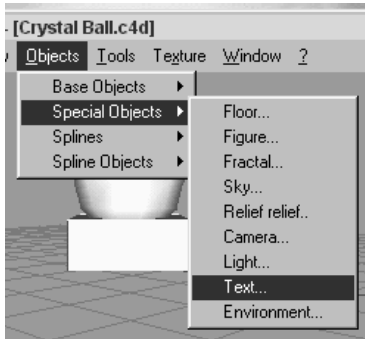 - [Crystal Ball.c4d]
Objects Tools Texture Window ?
Base Objects
Special Objects
Splines
Spline Objects
Floor...
Figure...
Fractal...
Sky...
Relief relief..
Camera...
Light...
Text...
Environment...